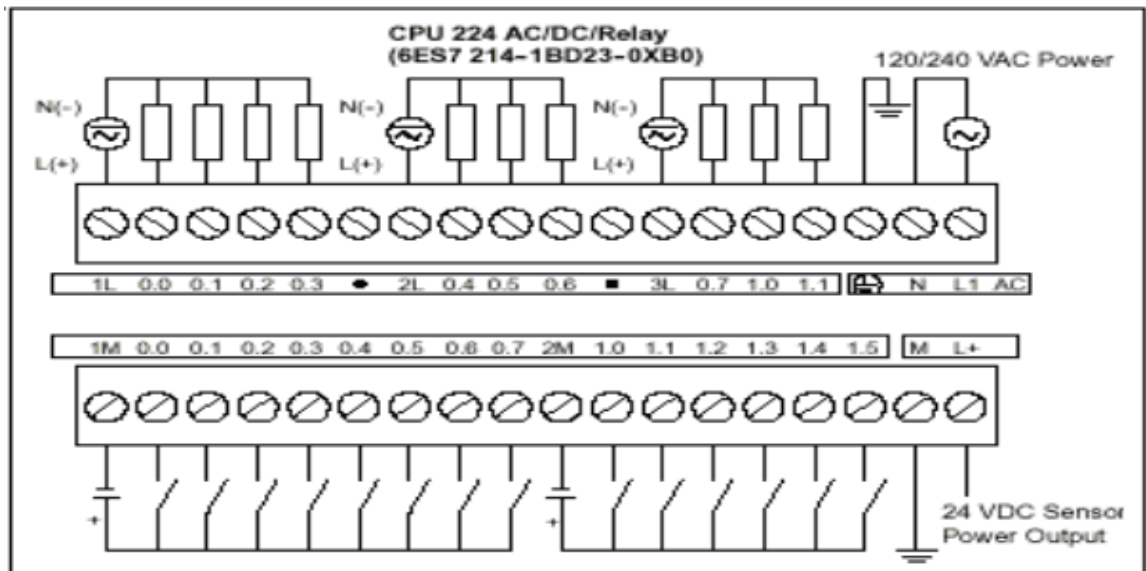 CPU 224 AC/DC/Relay
(6ES7 214-1BD23-0XB0)
120/240 VAC Power
N(-) N(-) N(-)
L(+) L(+) L(+)
1L 0.0 0.1 0.2 0.3 ● 2L 0.4 0.5 0.6 ■ 3L 0.7 1.0 1.1 N L1 AC
1M 0.0 0.1 0.2 0.3 0.4 0.5 0.6 0.7 2M 1.0 1.1 1.2 1.3 1.4 1.5 M L+
+ +
24 VDC Sensor
Power Output